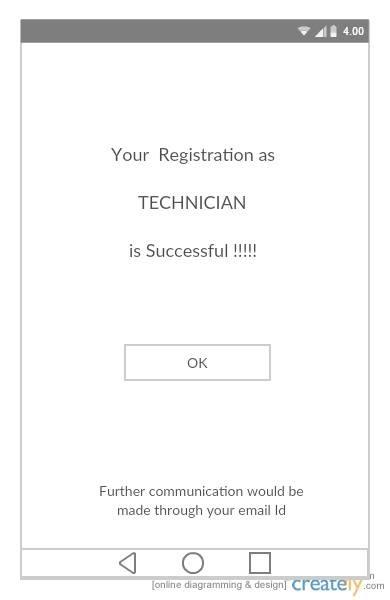 4.00
Your Registration as
TECHNICIAN
is Successful !!!!!
OK
Further communication would be
made through your email Id
[online diagramming & design] creately.com